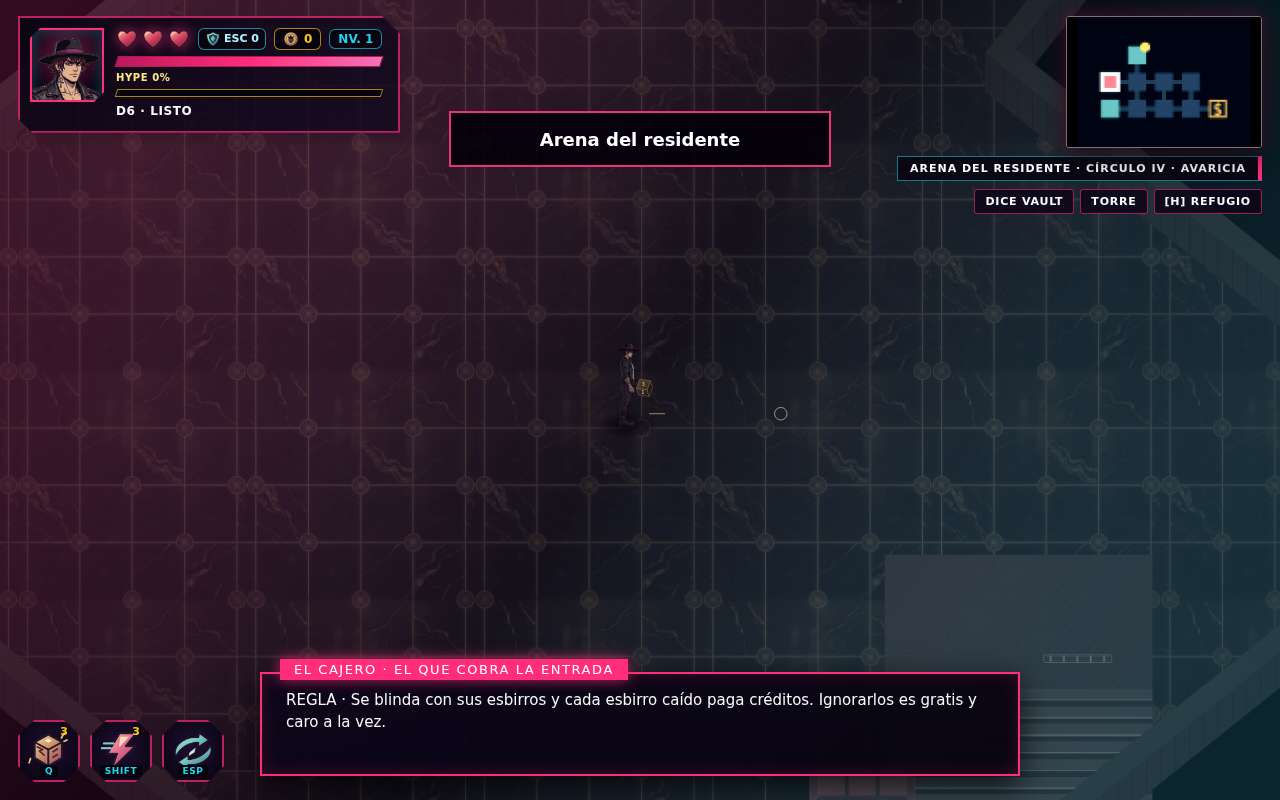 ESC 0
0
NV. 1
HYPE 0%
D6 · LISTO
Arena del residente
$
ARENA DEL RESIDENTE · CÍRCULO IV · AVARICIA
DICE VAULT
TORRE
[H] REFUGIO
EL CAJERO · EL QUE COBRA LA ENTRADA
REGLA · Se blinda con sus esbirros y cada esbirro caído paga créditos. Ignorarlos es gratis y
caro a la vez.
3
Q
3
SHIFT
ESP